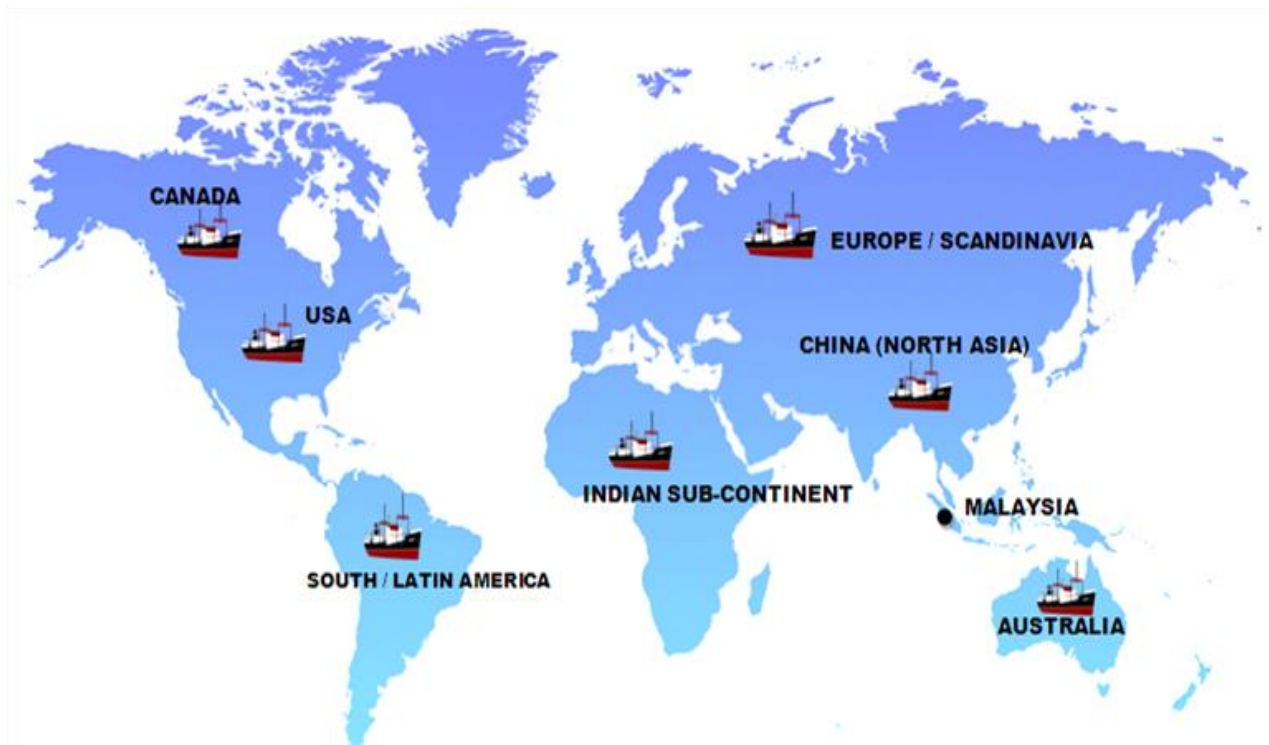 CANADA
EUROPE / SCANDINAVIA
USA
CHINA (NORTH ASIA)
INDIAN SUB-CONTINENT
MALAYSIA
SOUTH / LATIN AMERICA
AUSTRALIA